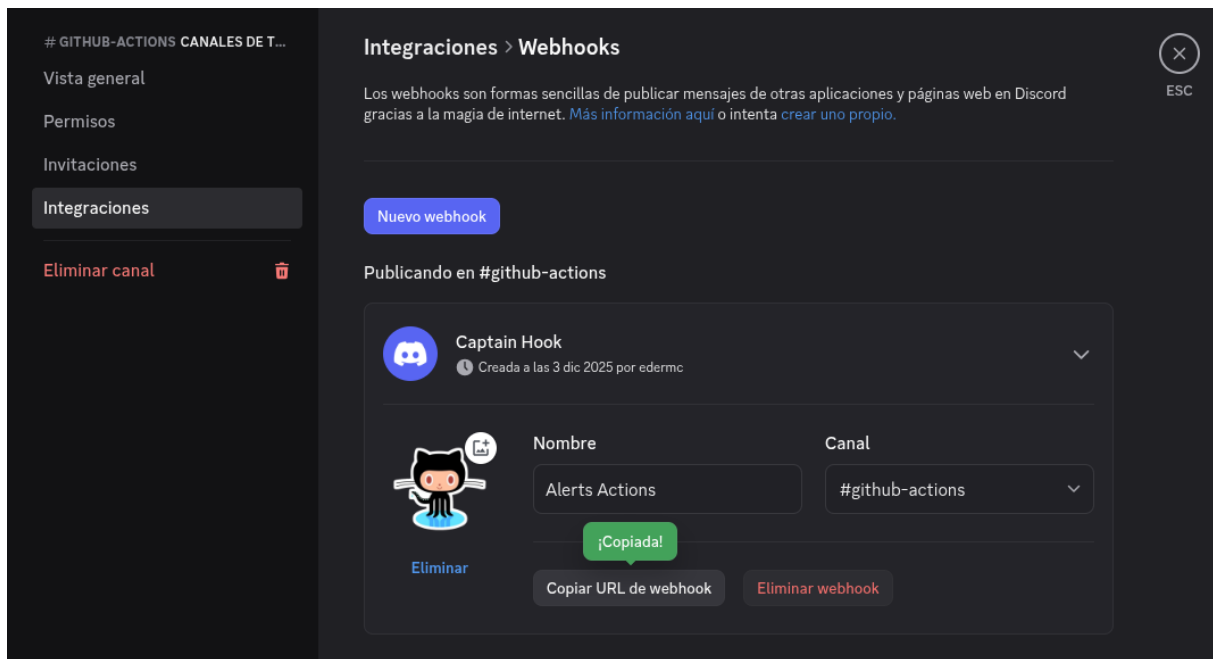 # GITHUB-ACTIONS CANALES DE T...
Vista general
Permisos
Invitaciones
Integraciones
Eliminar canal
Integraciones > Webhooks
ESC
Los webhooks son formas sencillas de publicar mensajes de otras aplicaciones y páginas web en Discord
gracias a la magia de internet. Más información aquí o intenta crear uno propio.
Nuevo webhook
Publicando en #github-actions
Captain Hook
Creada a las 3 dic 2025 por edermc
Nombre
Canal
Alerts Actions
#github-actions
¡Copiada!
Eliminar
Copiar URL de webhook
Eliminar webhook